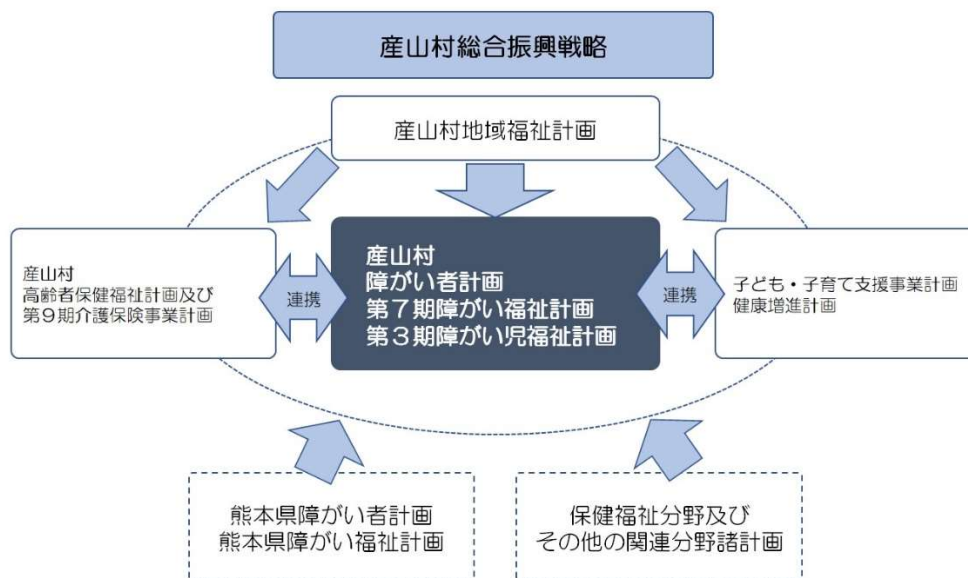 産山村総合振興戦略
産山村地域福祉計画
産山村
高齢者保健福祉計画及び
第9期介護保険事業計画
連携
産山村
障がい者計画
第7期障がい福祉計画
第3期障がい児福祉計画
連携
子ども・子育て支援事業計画
健康増進計画
熊本県障がい者計画
熊本県障がい福祉計画
保健福祉分野及び
その他の関連分野諸計画